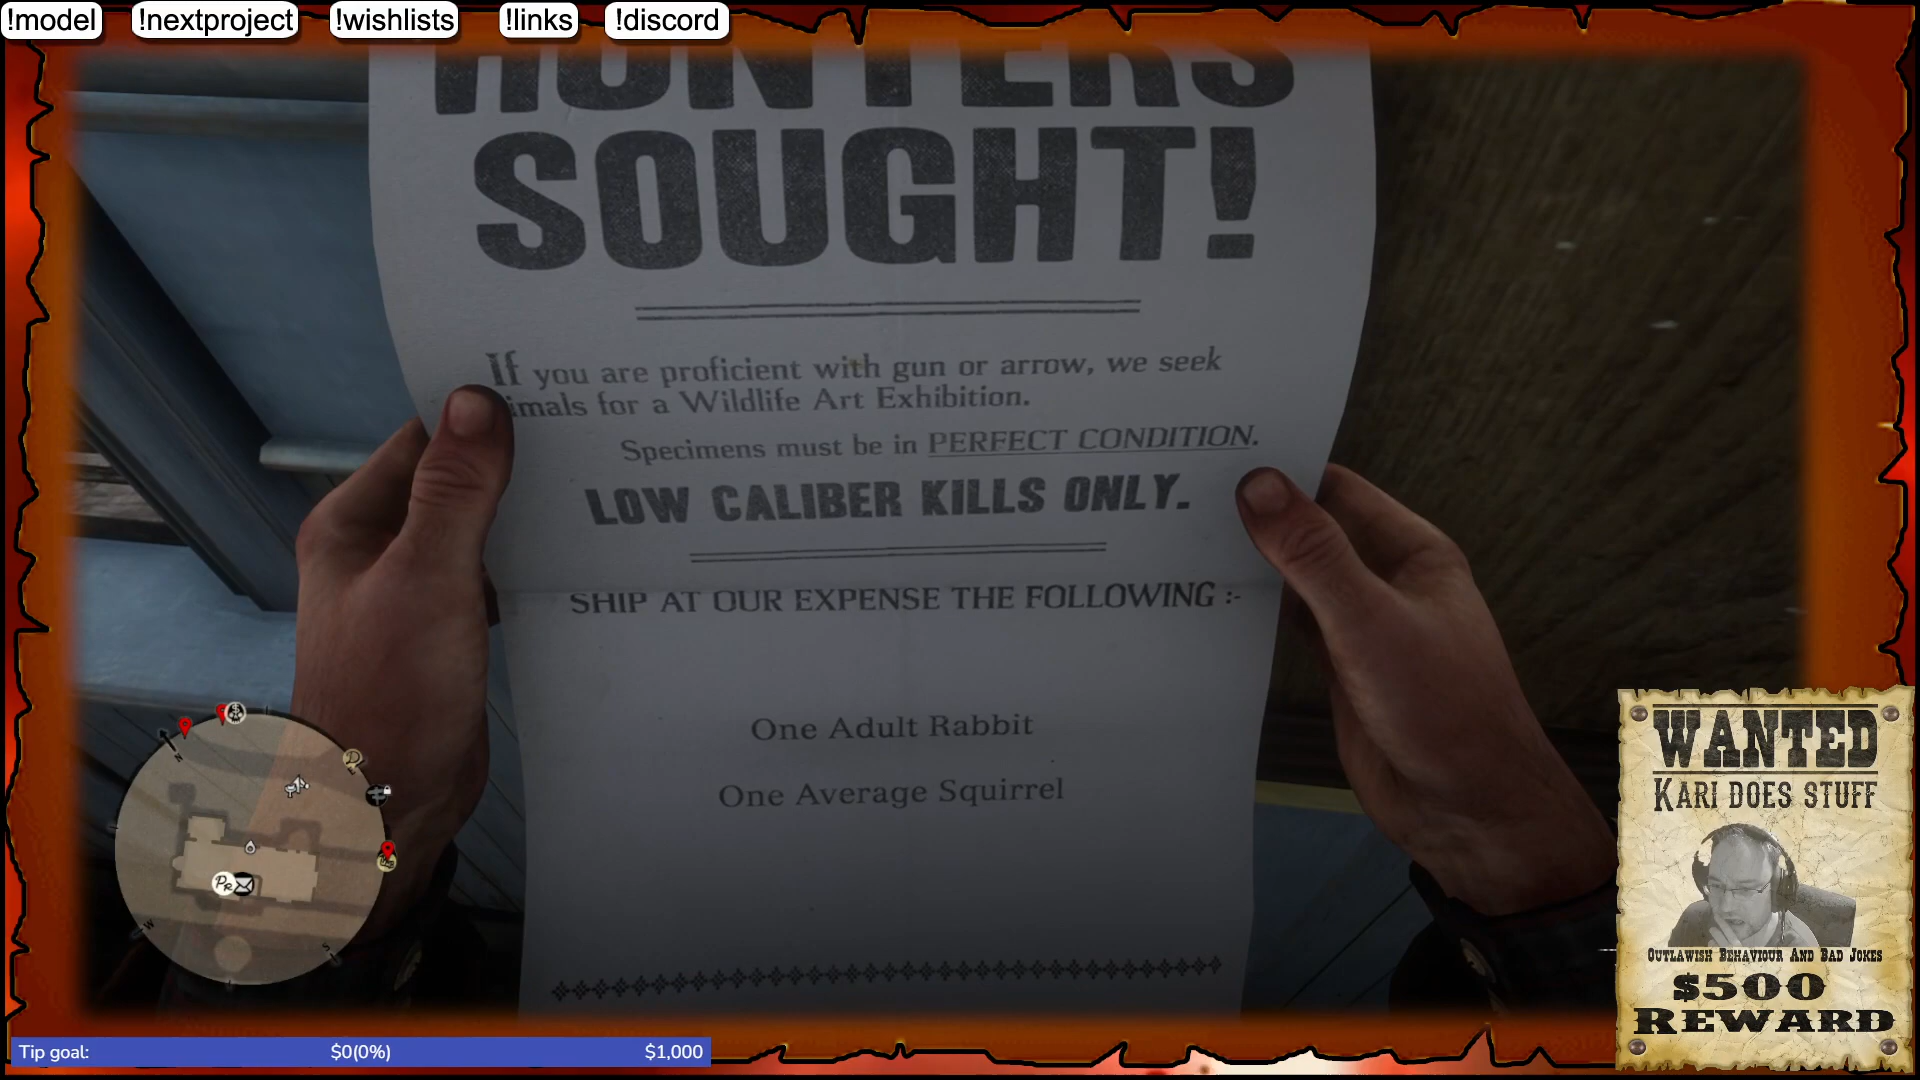 !model !nextproject !wishlists !links !discord
HUNTERS
SOUGHT!
If you are proficient with gun or arrow, we seek
imals for a Wildlife Art Exhibition.
Specimens must be in PERFECT CONDITION.
LOW CALIBER KILLS ONLY.
SHIP AT OUR EXPENSE THE FOLLOWING :-
One Adult Rabbit
One Average Squirrel
N
E
W
S
PR
WANTED
KARI DOES STUFF
OUTLAWISH BEHAVIOUR AND BAD JOKES
$500
REWARD
Tip goal: $0(0%) $1,000